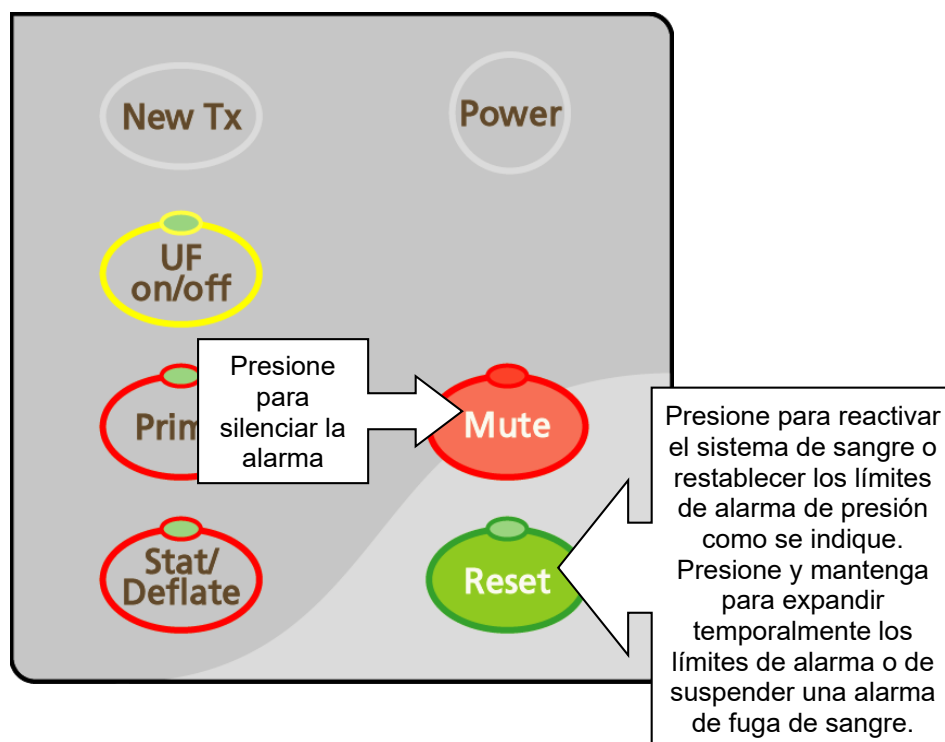 New Tx
Power
UF
on/off
Presione
para
silenciar la
alarma
Prim
Mute
Presione para reactivar
el sistema de sangre o
restablecer los límites
de alarma de presión
como se indique.
Presione y mantenga
para expandir
temporalmente los
límites de alarma o de
suspender una alarma
de fuga de sangre.
Stat/
Deflate
Reset